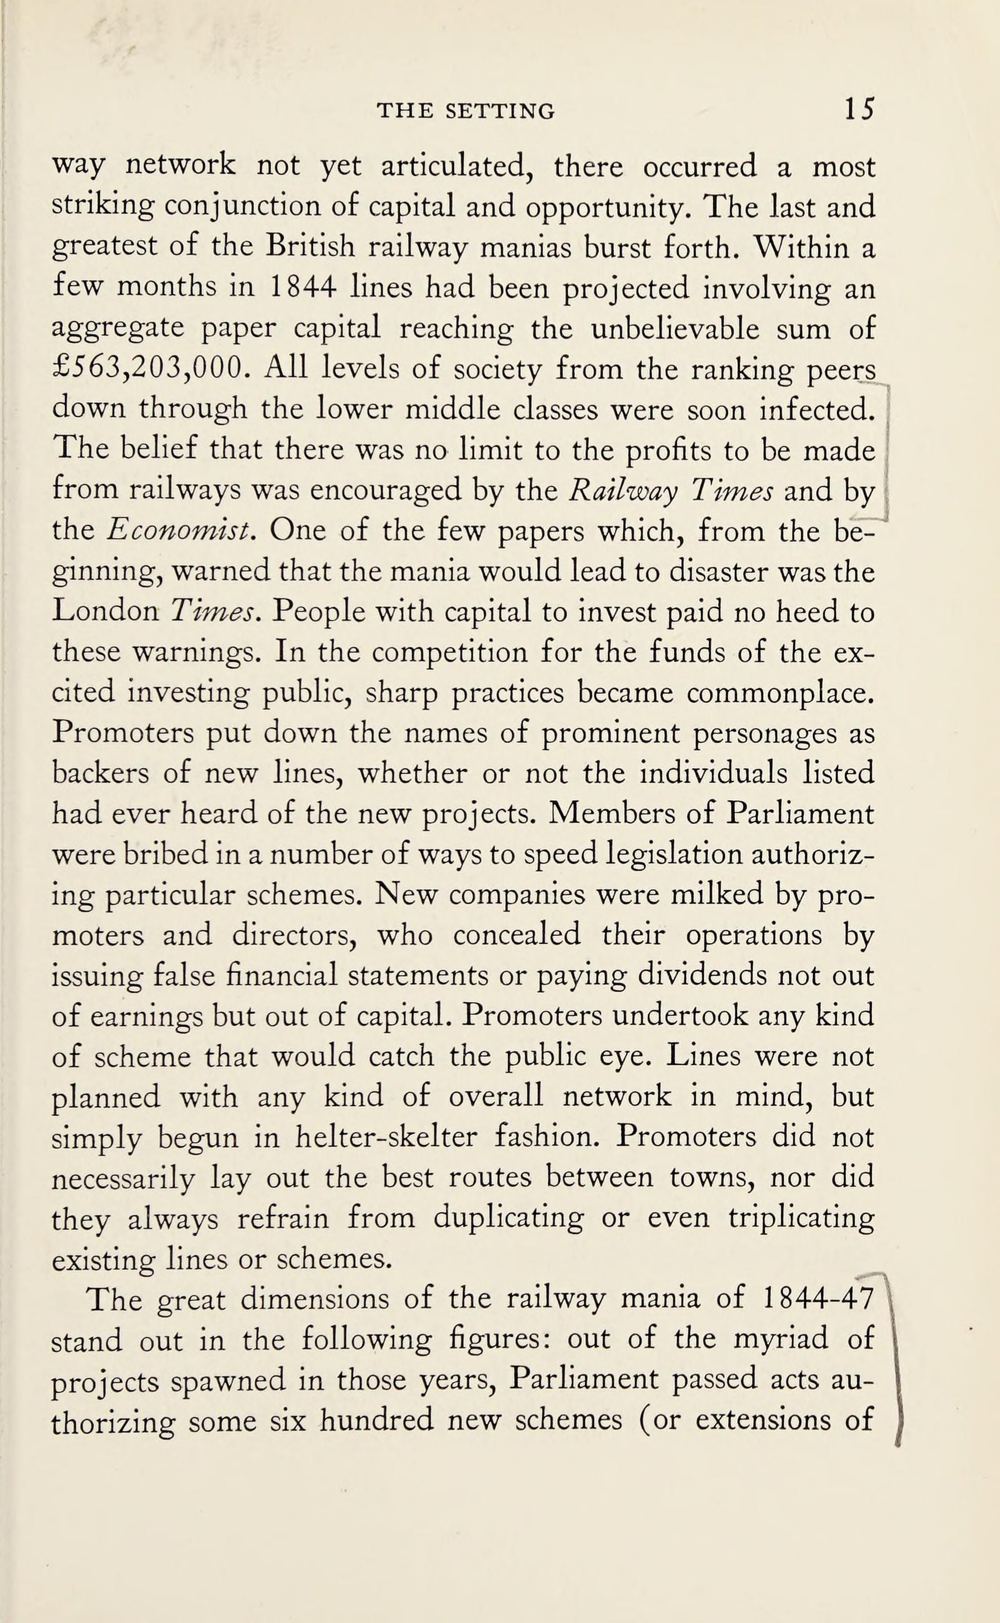 THE SETTING 15
way network not yet articulated, there occurred a most
striking conjunction of capital and opportunity. The last and
greatest of the British railway manias burst forth. Within a
few months in 1844 lines had been projected involving an
aggregate paper capital reaching the unbelievable sum of
£563,203,000. All levels of society from the ranking peers
down through the lower middle classes were soon infected.
The belief that there was no limit to the profits to be made
from railways was encouraged by the Railway Times and by
the Economist. One of the few papers which, from the be-
ginning, warned that the mania would lead to disaster was the
London Times. People with capital to invest paid no heed to
these warnings. In the competition for the funds of the ex-
cited investing public, sharp practices became commonplace.
Promoters put down the names of prominent personages as
backers of new lines, whether or not the individuals listed
had ever heard of the new projects. Members of Parliament
were bribed in a number of ways to speed legislation authoriz-
ing particular schemes. New companies were milked by pro-
moters and directors, who concealed their operations by
issuing false financial statements or paying dividends not out
of earnings but out of capital. Promoters undertook any kind
of scheme that would catch the public eye. Lines were not
planned with any kind of overall network in mind, but
simply begun in helter-skelter fashion. Promoters did not
necessarily lay out the best routes between towns, nor did
they always refrain from duplicating or even triplicating
existing lines or schemes.
The great dimensions of the railway mania of 1844-47
stand out in the following figures: out of the myriad of
projects spawned in those years, Parliament passed acts au-
thorizing some six hundred new schemes (or extensions of